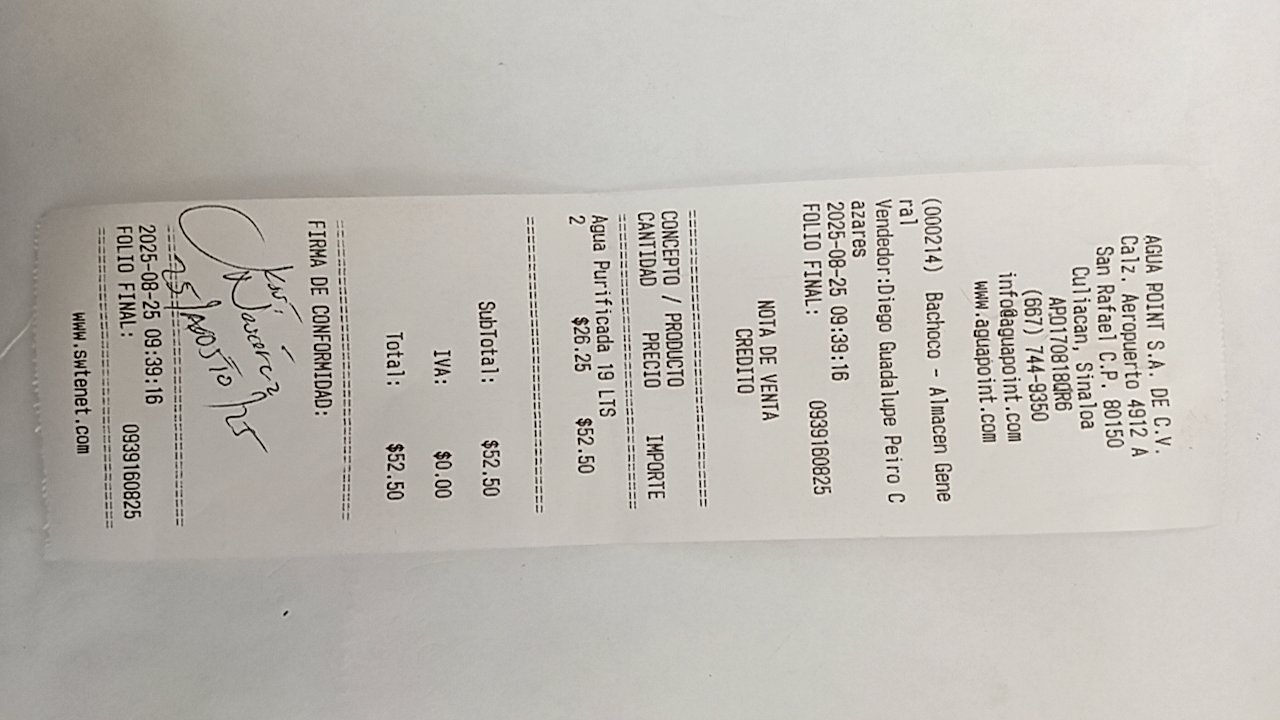 AGUA POINT S.A. DE C.V.
Calz. Aeropuerto 4912 A
San Rafael C.P. 80150
Culiacan, Sinaloa
APO170818QR6
(667) 744-9350
info@aguapoint.com
www.aguapoint.com
(000214) Bachoco - Almacen Gene
ral
Vendedor:Diego Guadalupe Peiro C
azares
2025-08-25 09:39:16
FOLIO FINAL: 0939160825
NOTA DE VENTA
CREDITO
CONCEPTO / PRODUCTO
CANTIDAD PRECIO IMPORTE
Agua Purificada 19 LTS
2 $26.25 $52.50
SubTotal: $52.50
IVA: $0.00
Total: $52.50
FIRMA DE CONFORMIDAD:
25/AGOSTO/25
2025-08-25 09:39:16
FOLIO FINAL: 0939160825
www.swtenet.com